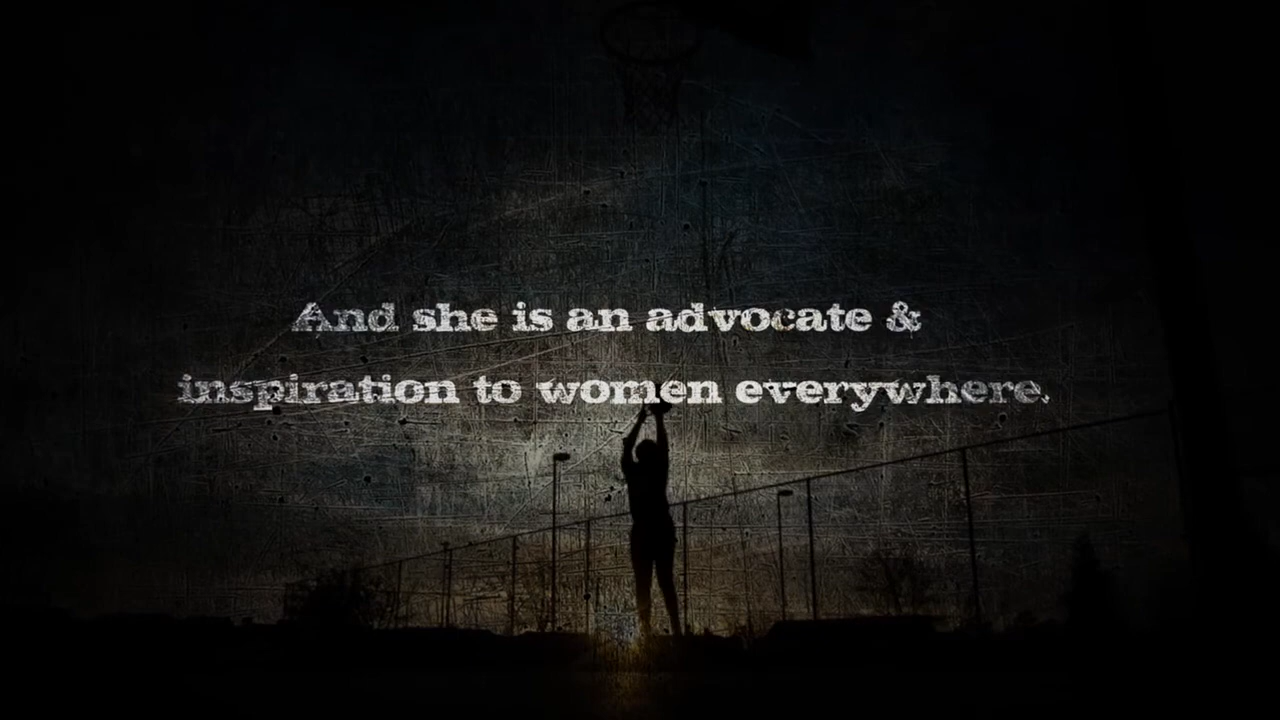 And she is an advocate &
inspiration to women everywhere.